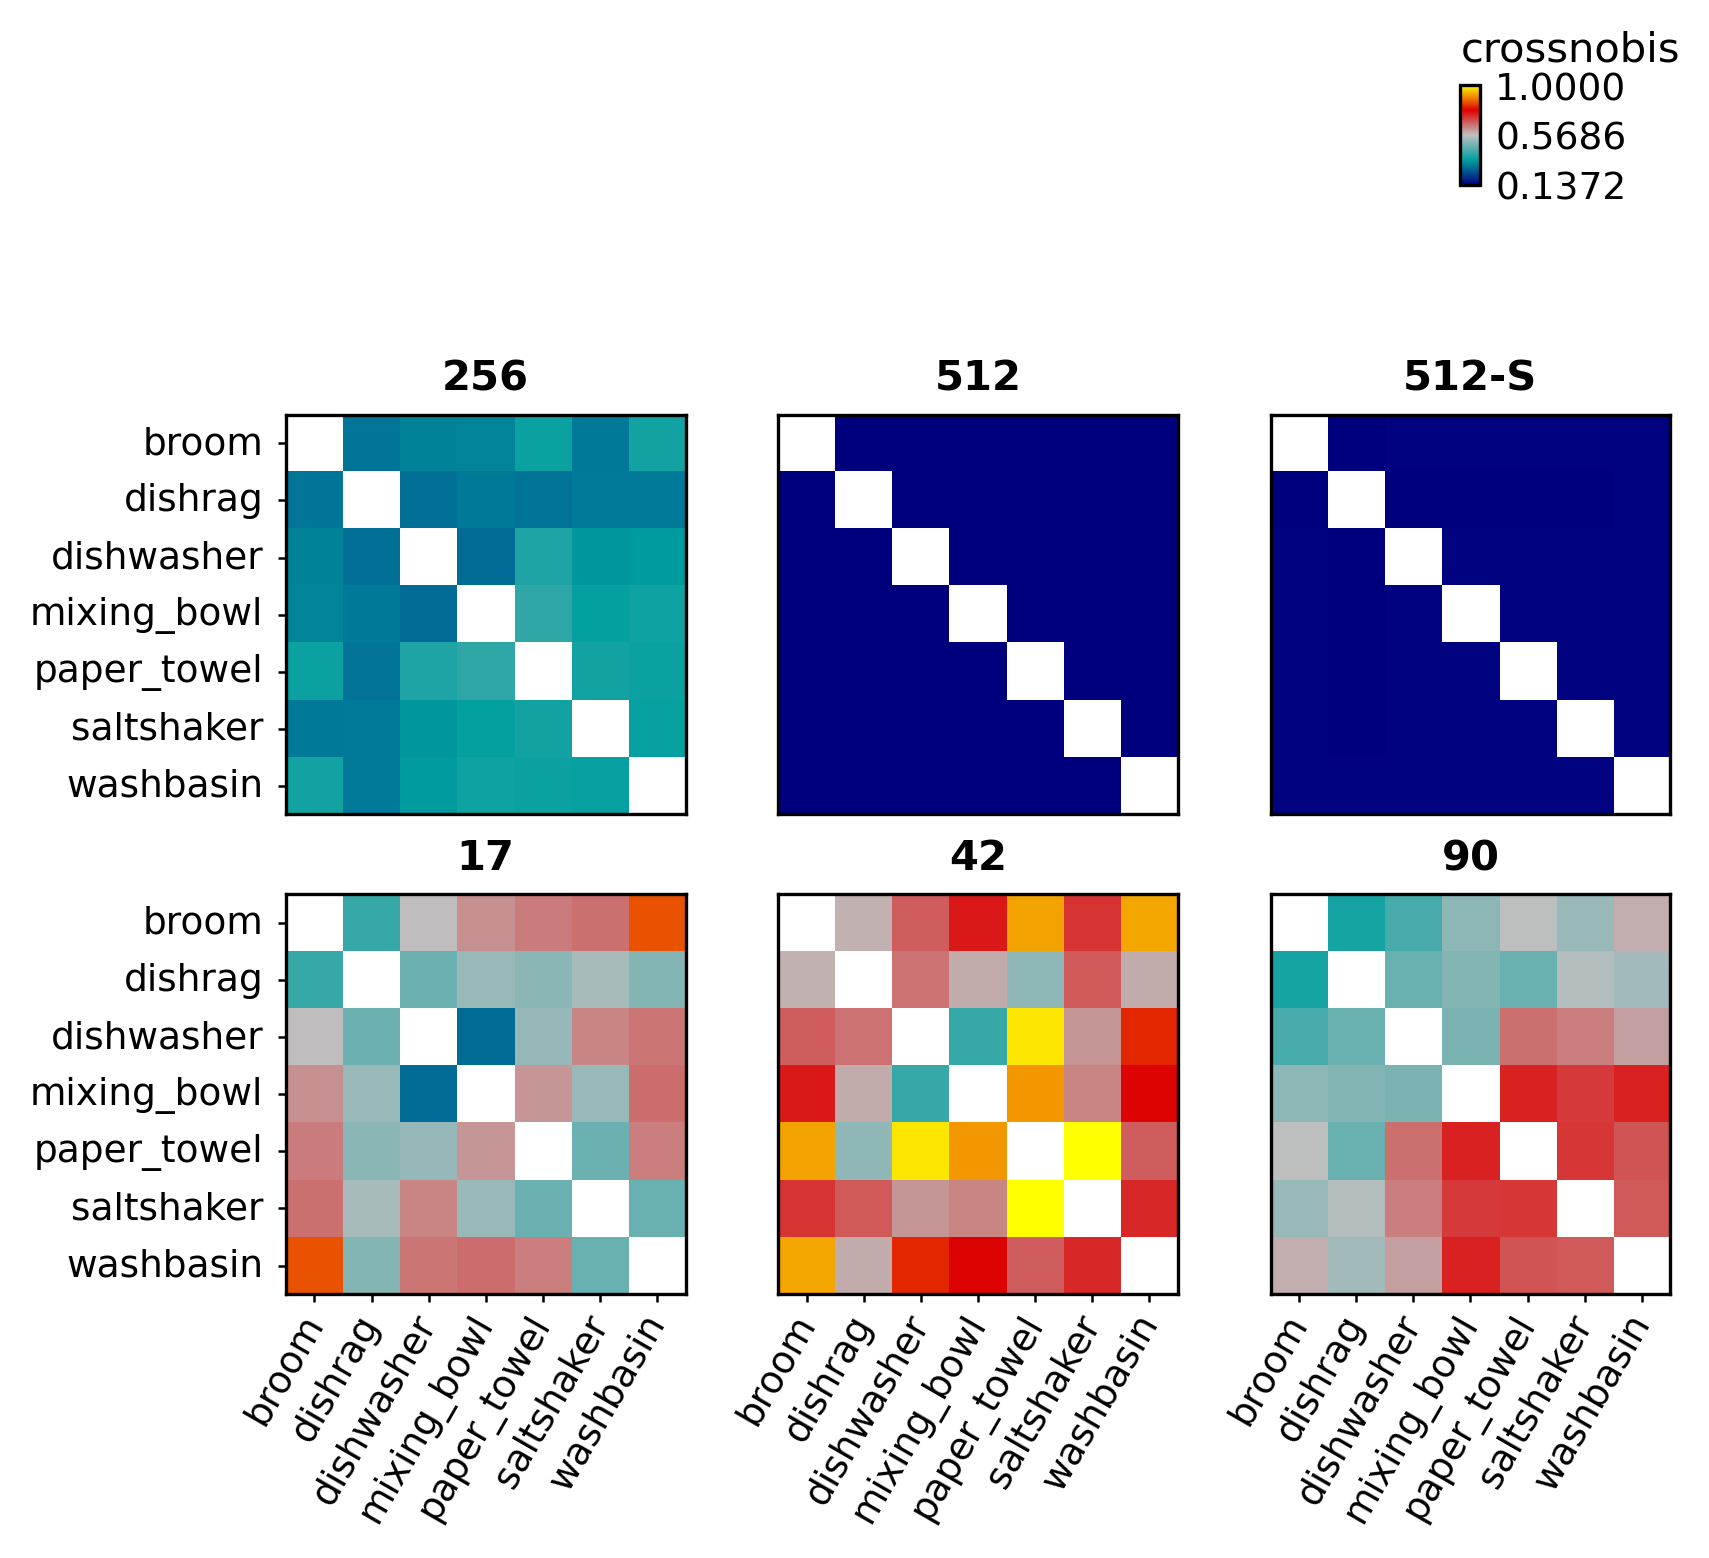 crossnobis
1.0000
0.5686
0.1372
256
512
512-S
broom
dishrag
dishwasher
mixing_bowl
paper_towel
saltshaker
washbasin
17
42
90
broom
dishrag
dishwasher
mixing_bowl
paper_towel
saltshaker
washbasin
broom
dishrag
dishwasher
mixing_bowl
paper_towel
saltshaker
washbasin
broom
dishrag
dishwasher
mixing_bowl
paper_towel
saltshaker
washbasin
broom
dishrag
dishwasher
mixing_bowl
paper_towel
saltshaker
washbasin